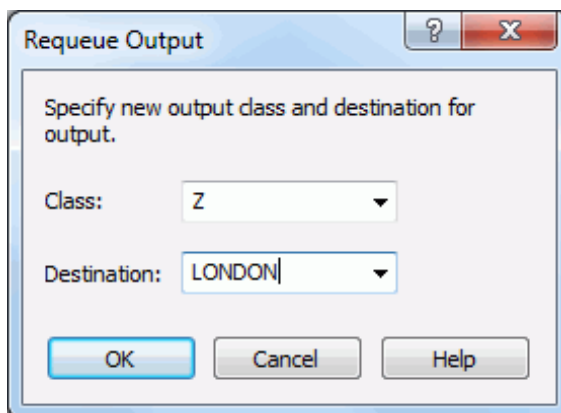 Requeue Output
Specify new output class and destination for
output.
Class: Z
Destination: LONDON
OK Cancel Help